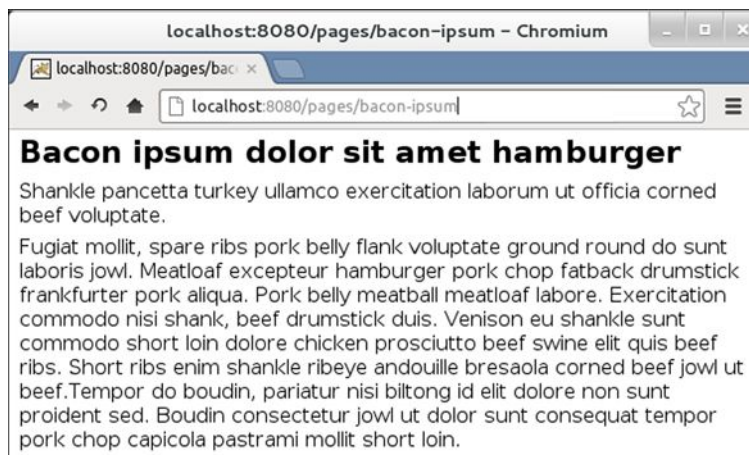 localhost:8080/pages/bacon-ipsum - Chromium
localhost:8080/pages/bac
localhost:8080/pages/bacon-ipsum
Bacon ipsum dolor sit amet hamburger
Shankle pancetta turkey ullamco exercitation laborum ut officia corned
beef voluptate.
Fugiat mollit, spare ribs pork belly flank voluptate ground round do sunt
laboris jowl. Meatloaf excepteur hamburger pork chop fatback drumstick
frankfurter pork aliqua. Pork belly meatball meatloaf labore. Exercitation
commodo nisi shank, beef drumstick duis. Venison eu shankle sunt
commodo short loin dolore chicken prosciutto beef swine elit quis beef
ribs. Short ribs enim shankle ribeye andouille bresaola corned beef jowl ut
beef.Tempor do boudin, pariatur nisi biltong id elit dolore non sunt
proident sed. Boudin consectetur jowl ut dolor sunt consequat tempor
pork chop capicola pastrami mollit short loin.